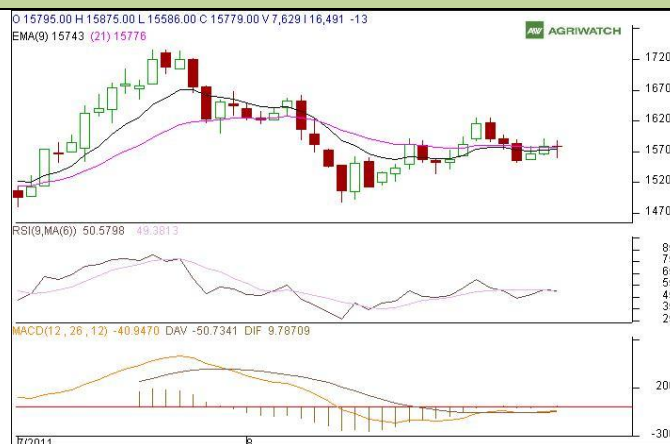 O 15795.00 H 15875.00 L 15586.00 C 15779.00 V 7,629 I 16,491 -13
AW AGRIWATCH
EMA(9) 15743 (21) 15776
1720
1670
1620
1570
1520
1470
RSI(9,MA(6)) 50.5798 49.3813
MACD(12,26,12) -40.9470 DAV -50.7341 DIF 9.78709
200
-300
7/2011
8